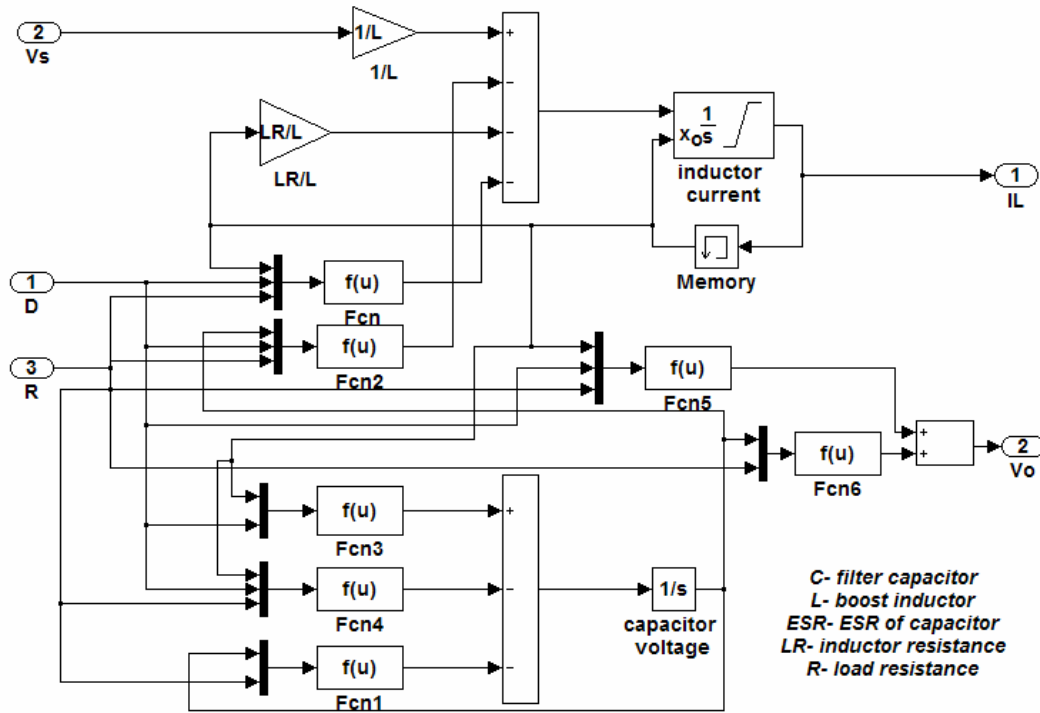 2
Vs
1/L
1/L
+
−
−
−
LR/L
LR/L
1
s
xo
inductor
current
1
IL
Memory
1
D
f(u)
Fcn
3
R
f(u)
Fcn2
f(u)
Fcn5
f(u)
Fcn6
+
+
2
Vo
f(u)
Fcn3
f(u)
Fcn4
f(u)
Fcn1
+
−
−
1/s
capacitor
voltage
C- filter capacitor
L- boost inductor
ESR- ESR of capacitor
LR- inductor resistance
R- load resistance